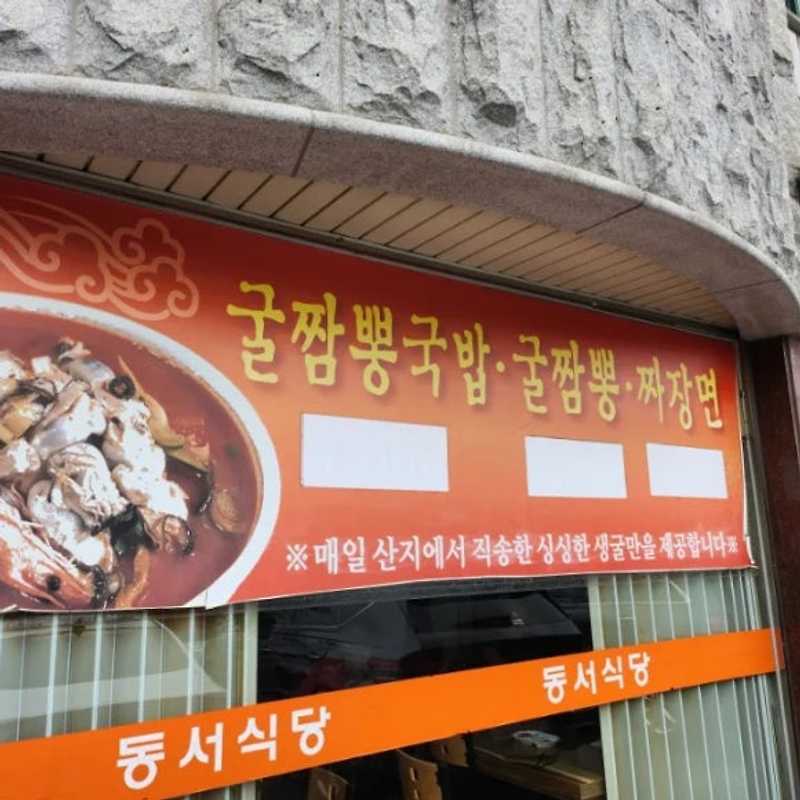 굴짬뽕국밥·굴짬뽕·짜장면
※매일 산지에서 직송한 싱싱한 생굴만을 제공합니다※
동서식당
동서식당